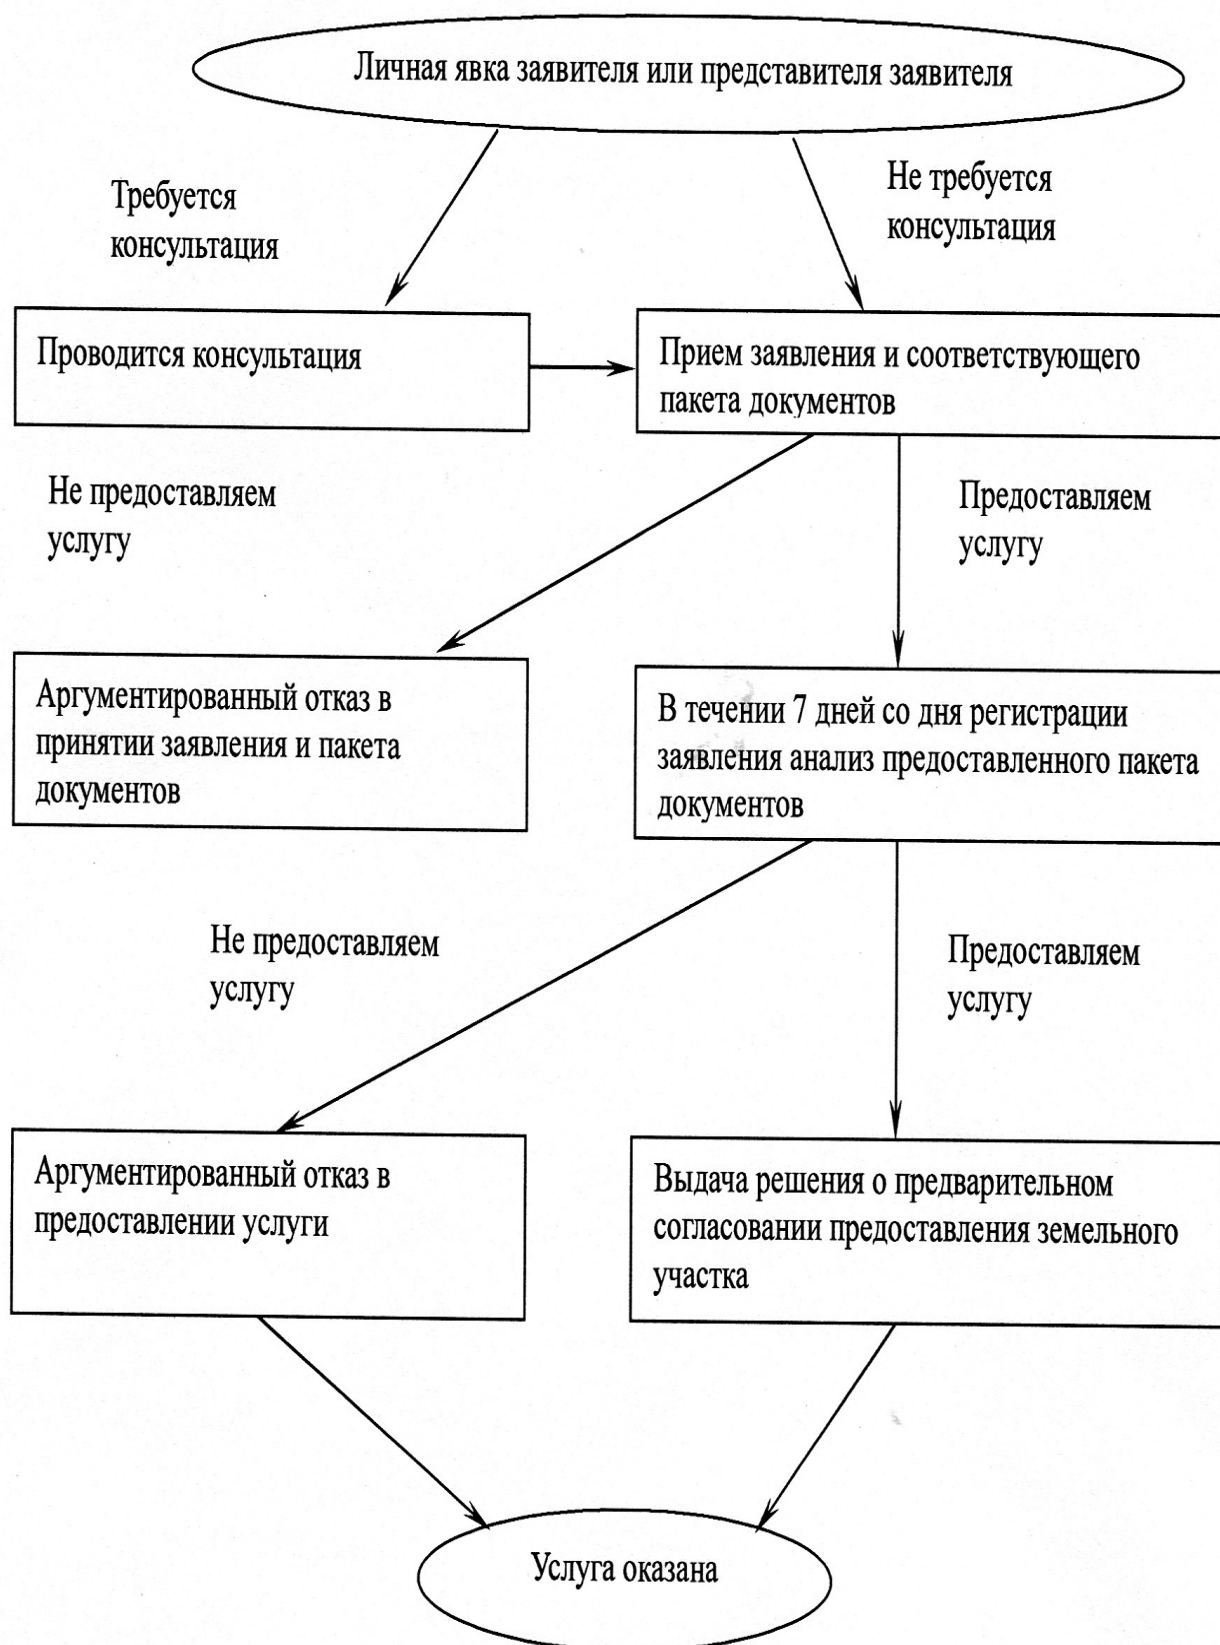 Личная явка заявителя или представителя заявителя
Требуется
консультация
Не требуется
консультация
Проводится консультация
Прием заявления и соответствующего
пакета документов
Не предоставляем
услугу
Предоставляем
услугу
Аргументированный отказ в
принятии заявления и пакета
документов
В течении 7 дней со дня регистрации
заявления анализ предоставленного пакета
документов
Не предоставляем
услугу
Предоставляем
услугу
Аргументированный отказ в
предоставлении услуги
Выдача решения о предварительном
согласовании предоставления земельного
участка
Услуга оказана